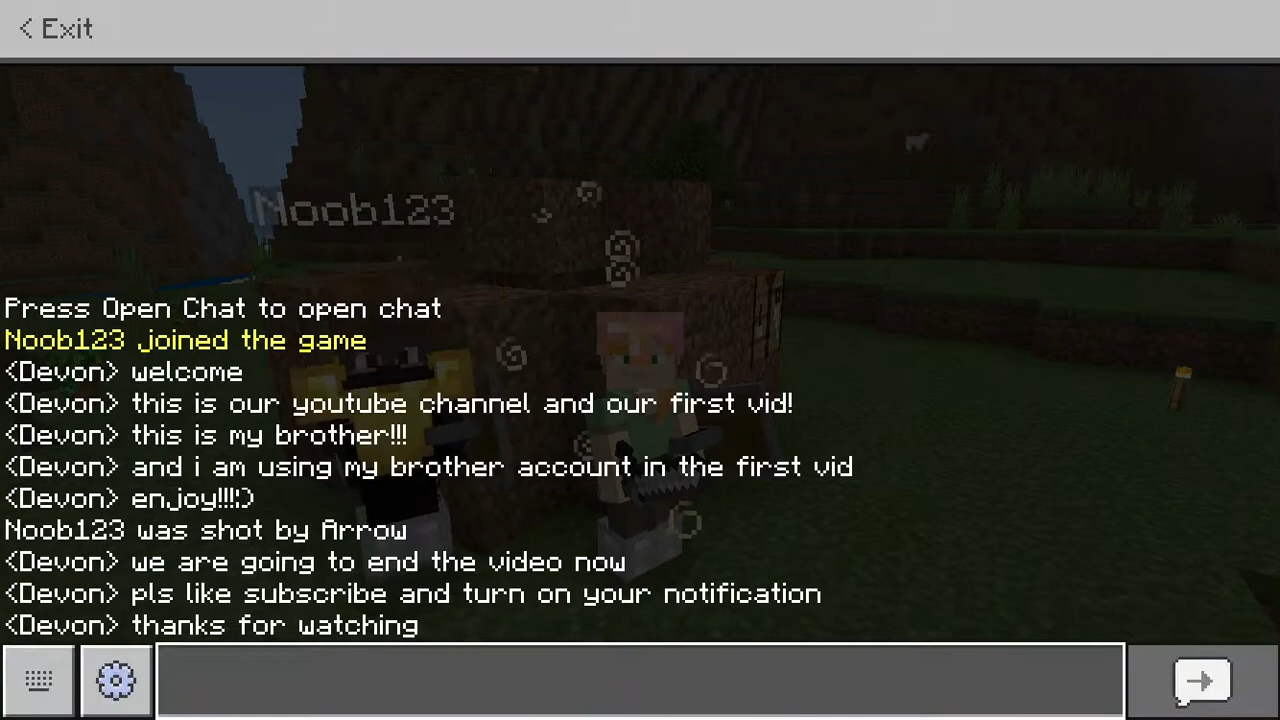 < Exit
Noob123
Press Open Chat to open chat
Noob123 joined the game
<Devon> welcome
<Devon> this is our youtube channel and our first vid!
<Devon> this is my brother!!!
<Devon> and i am using my brother account in the first vid
<Devon> enjoy!!!:)
Noob123 was shot by Arrow
<Devon> we are going to end the video now
<Devon> pls like subscribe and turn on your notification
<Devon> thanks for watching